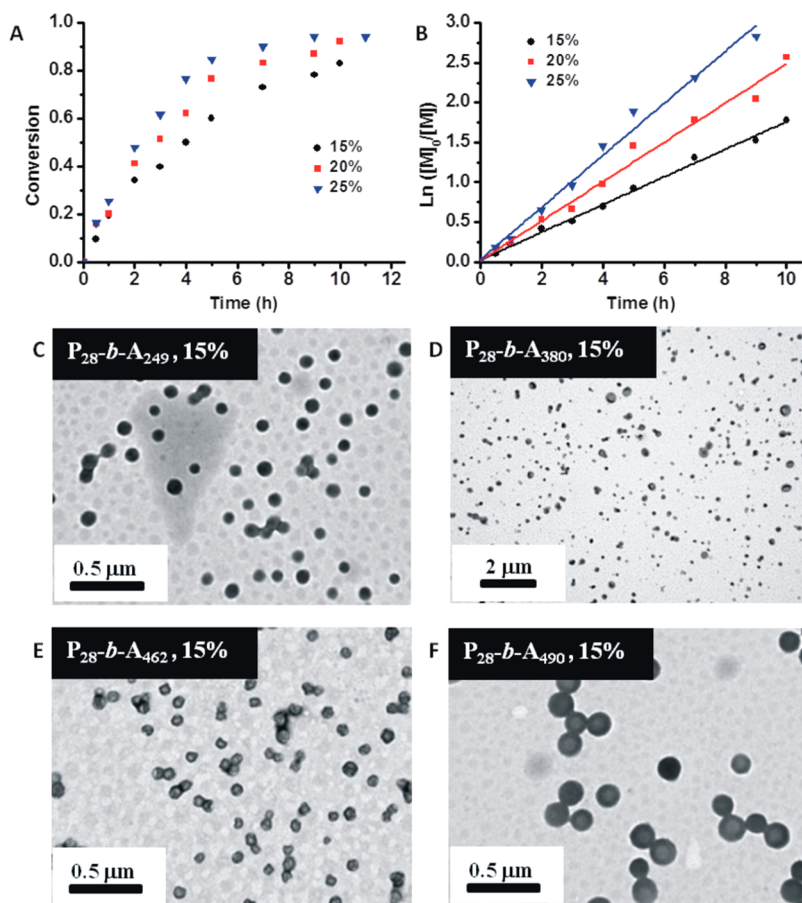 A
Conversion
1.0
0.8
0.6
0.4
0.2
0.0
15%
20%
25%
0 2 4 6 8 10 12
Time (h)
B
Ln ([M]₀/[M])
3.0
2.5
2.0
1.5
1.0
0.5
0.0
15%
20%
25%
0 2 4 6 8 10
Time (h)
C
P₂₈-b-A₂₄₉, 15%
0.5 μm
D
P₂₈-b-A₃₈₀, 15%
2 μm
E
P₂₈-b-A₄₆₂, 15%
0.5 μm
F
P₂₈-b-A₄₉₀, 15%
0.5 μm